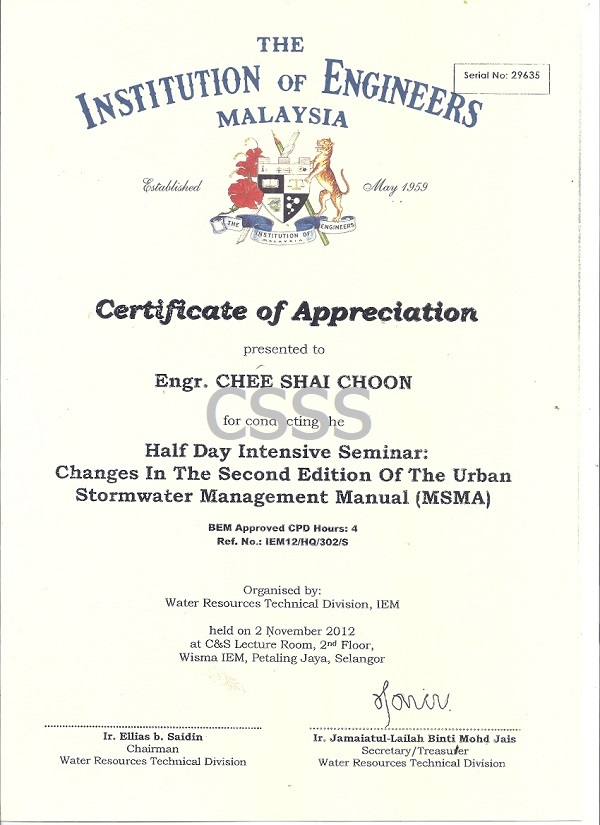 THE
INSTITUTION OF ENGINEERS
MALAYSIA
Serial No: 29635
Established
May 1959
THE
INSTITUTION OF
ENGINEERS
MALAYSIA
Certificate of Appreciation
presented to
Engr. CHEE SHAI CHOON
CSSS
for conducting the
Half Day Intensive Seminar:
Changes In The Second Edition Of The Urban
Stormwater Management Manual (MSMA)
BEM Approved CPD Hours: 4
Ref. No.: IEM12/HQ/302/S
Organised by:
Water Resources Technical Division, IEM
held on 2 November 2012
at C&S Lecture Room, 2nd Floor,
Wisma IEM, Petaling Jaya, Selangor
Ir. Ellias b. Saidin
Chairman
Water Resources Technical Division
Ir. Jamaiatul-Lailah Binti Mohd Jais
Secretary/Treasurer
Water Resources Technical Division